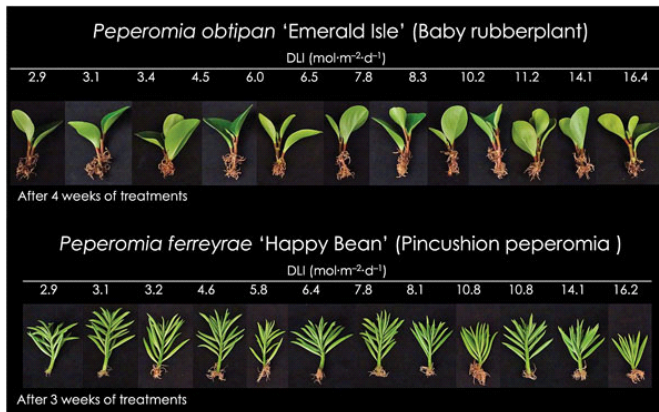 Peperomia obtipan ‘Emerald Isle’ (Baby rubberplant)
DLI (mol·m⁻²·d⁻¹)
2.9 3.1 3.4 4.5 6.0 6.5 7.8 8.3 10.2 11.2 14.1 16.4
After 4 weeks of treatments
Peperomia ferreyrae ‘Happy Bean’ (Pincushion peperomia )
DLI (mol·m⁻²·d⁻¹)
2.9 3.1 3.2 4.6 5.8 6.4 7.8 8.1 10.8 10.8 14.1 16.2
After 3 weeks of treatments